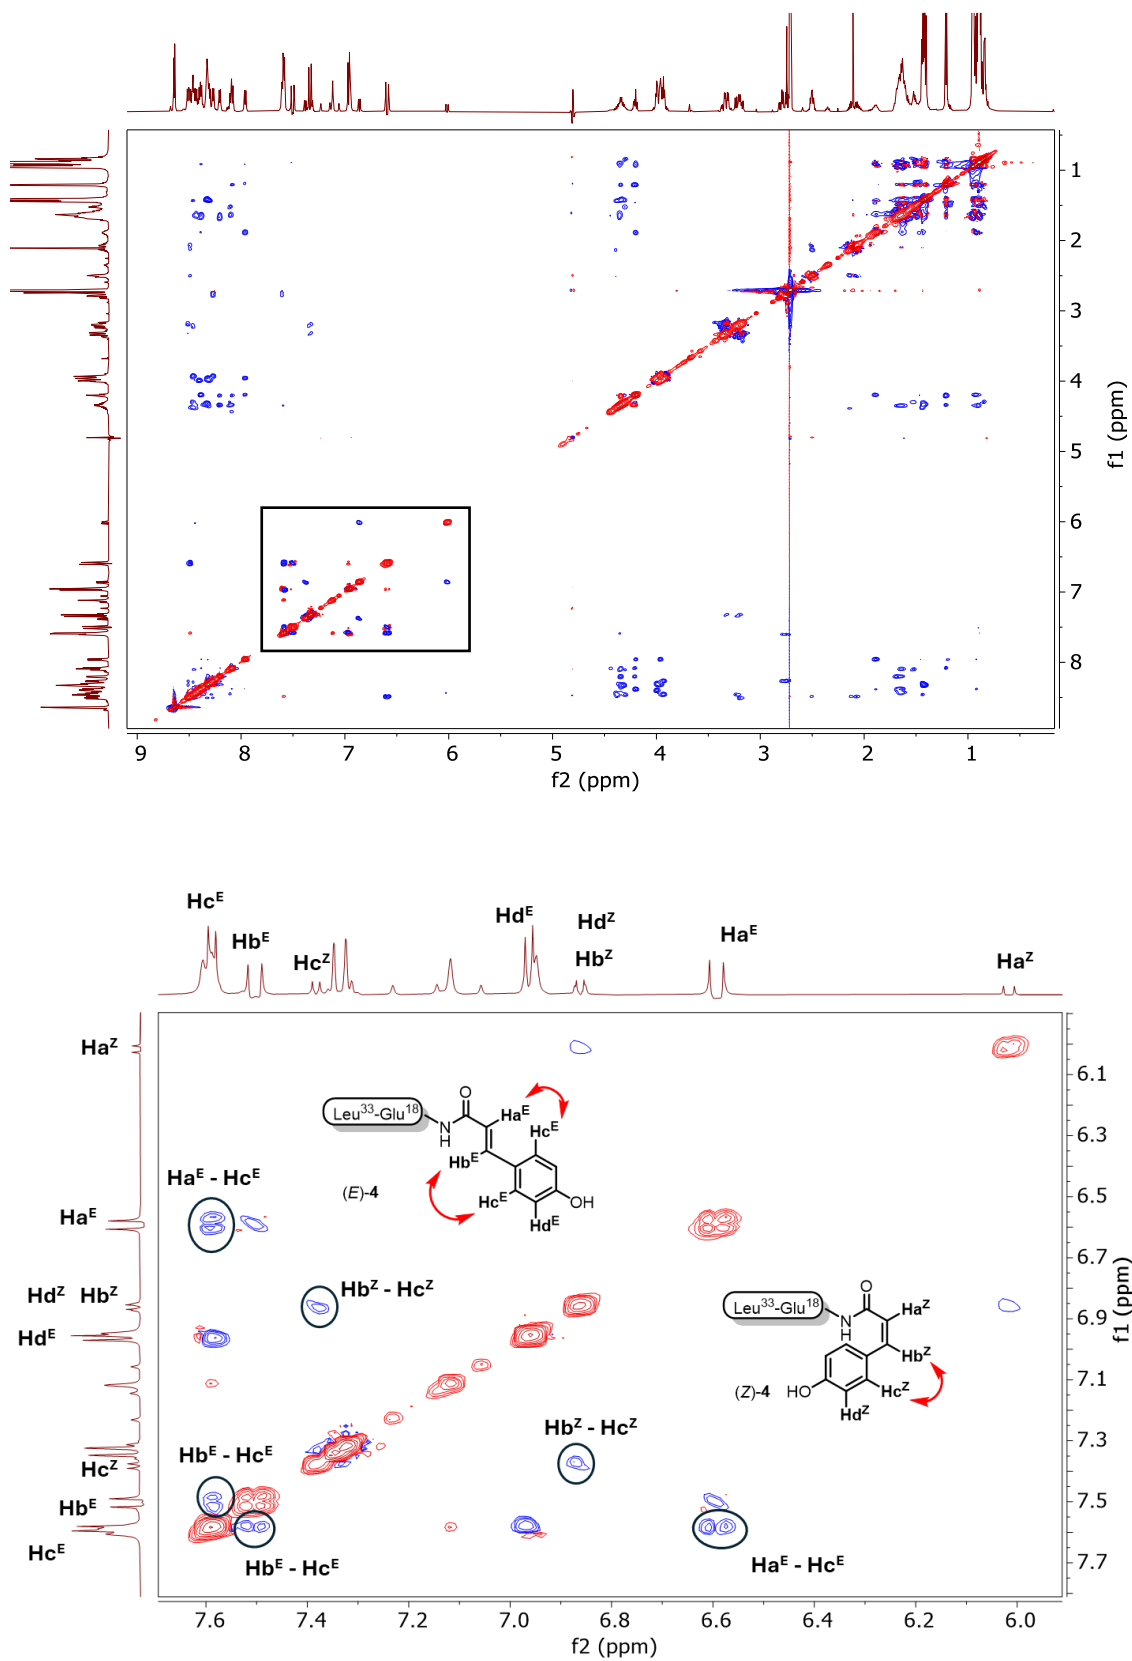 1
2
3
4
5
6
7
8
f1 (ppm)
9 8 7 6 5 4 3 2 1
f2 (ppm)
Hc^E
Hb^E
Hc^Z
Hd^E
Hd^Z
Hb^Z
Ha^E
Ha^Z
Ha^Z
Ha^E
Hd^Z Hb^Z
Hd^E
Hc^Z
Hb^E
Hc^E
Leu^33-Glu^18
O
N
H
Ha^E
Hc^E
Hb^E
Hc^E
OH
Hd^E
(E)-4
Ha^E - Hc^E
Hb^Z - Hc^Z
Leu^33-Glu^18
O
N
H
Ha^Z
Hb^Z
Hc^Z
HO
Hd^Z
(Z)-4
Hb^Z - Hc^Z
Hb^E - Hc^E
Hb^E - Hc^E
Ha^E - Hc^E
6.1
6.3
6.5
6.7
6.9
7.1
7.3
7.5
7.7
f1 (ppm)
7.6 7.4 7.2 7.0 6.8 6.6 6.4 6.2 6.0
f2 (ppm)